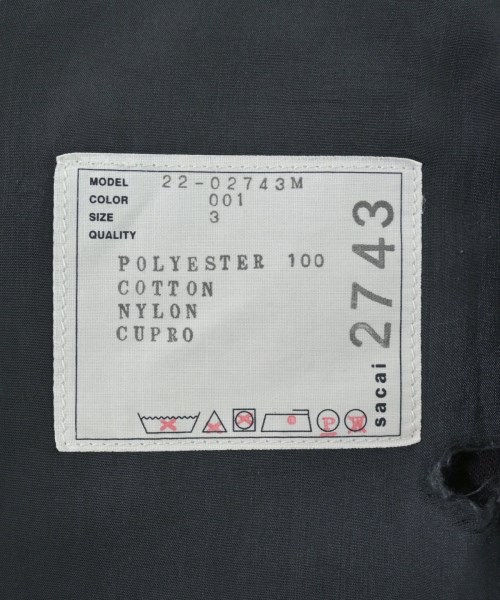 MODEL 22-02743M
COLOR 001
SIZE 3
QUALITY
POLYESTER 100
COTTON
NYLON
CUPRO
P W
sacai 2743